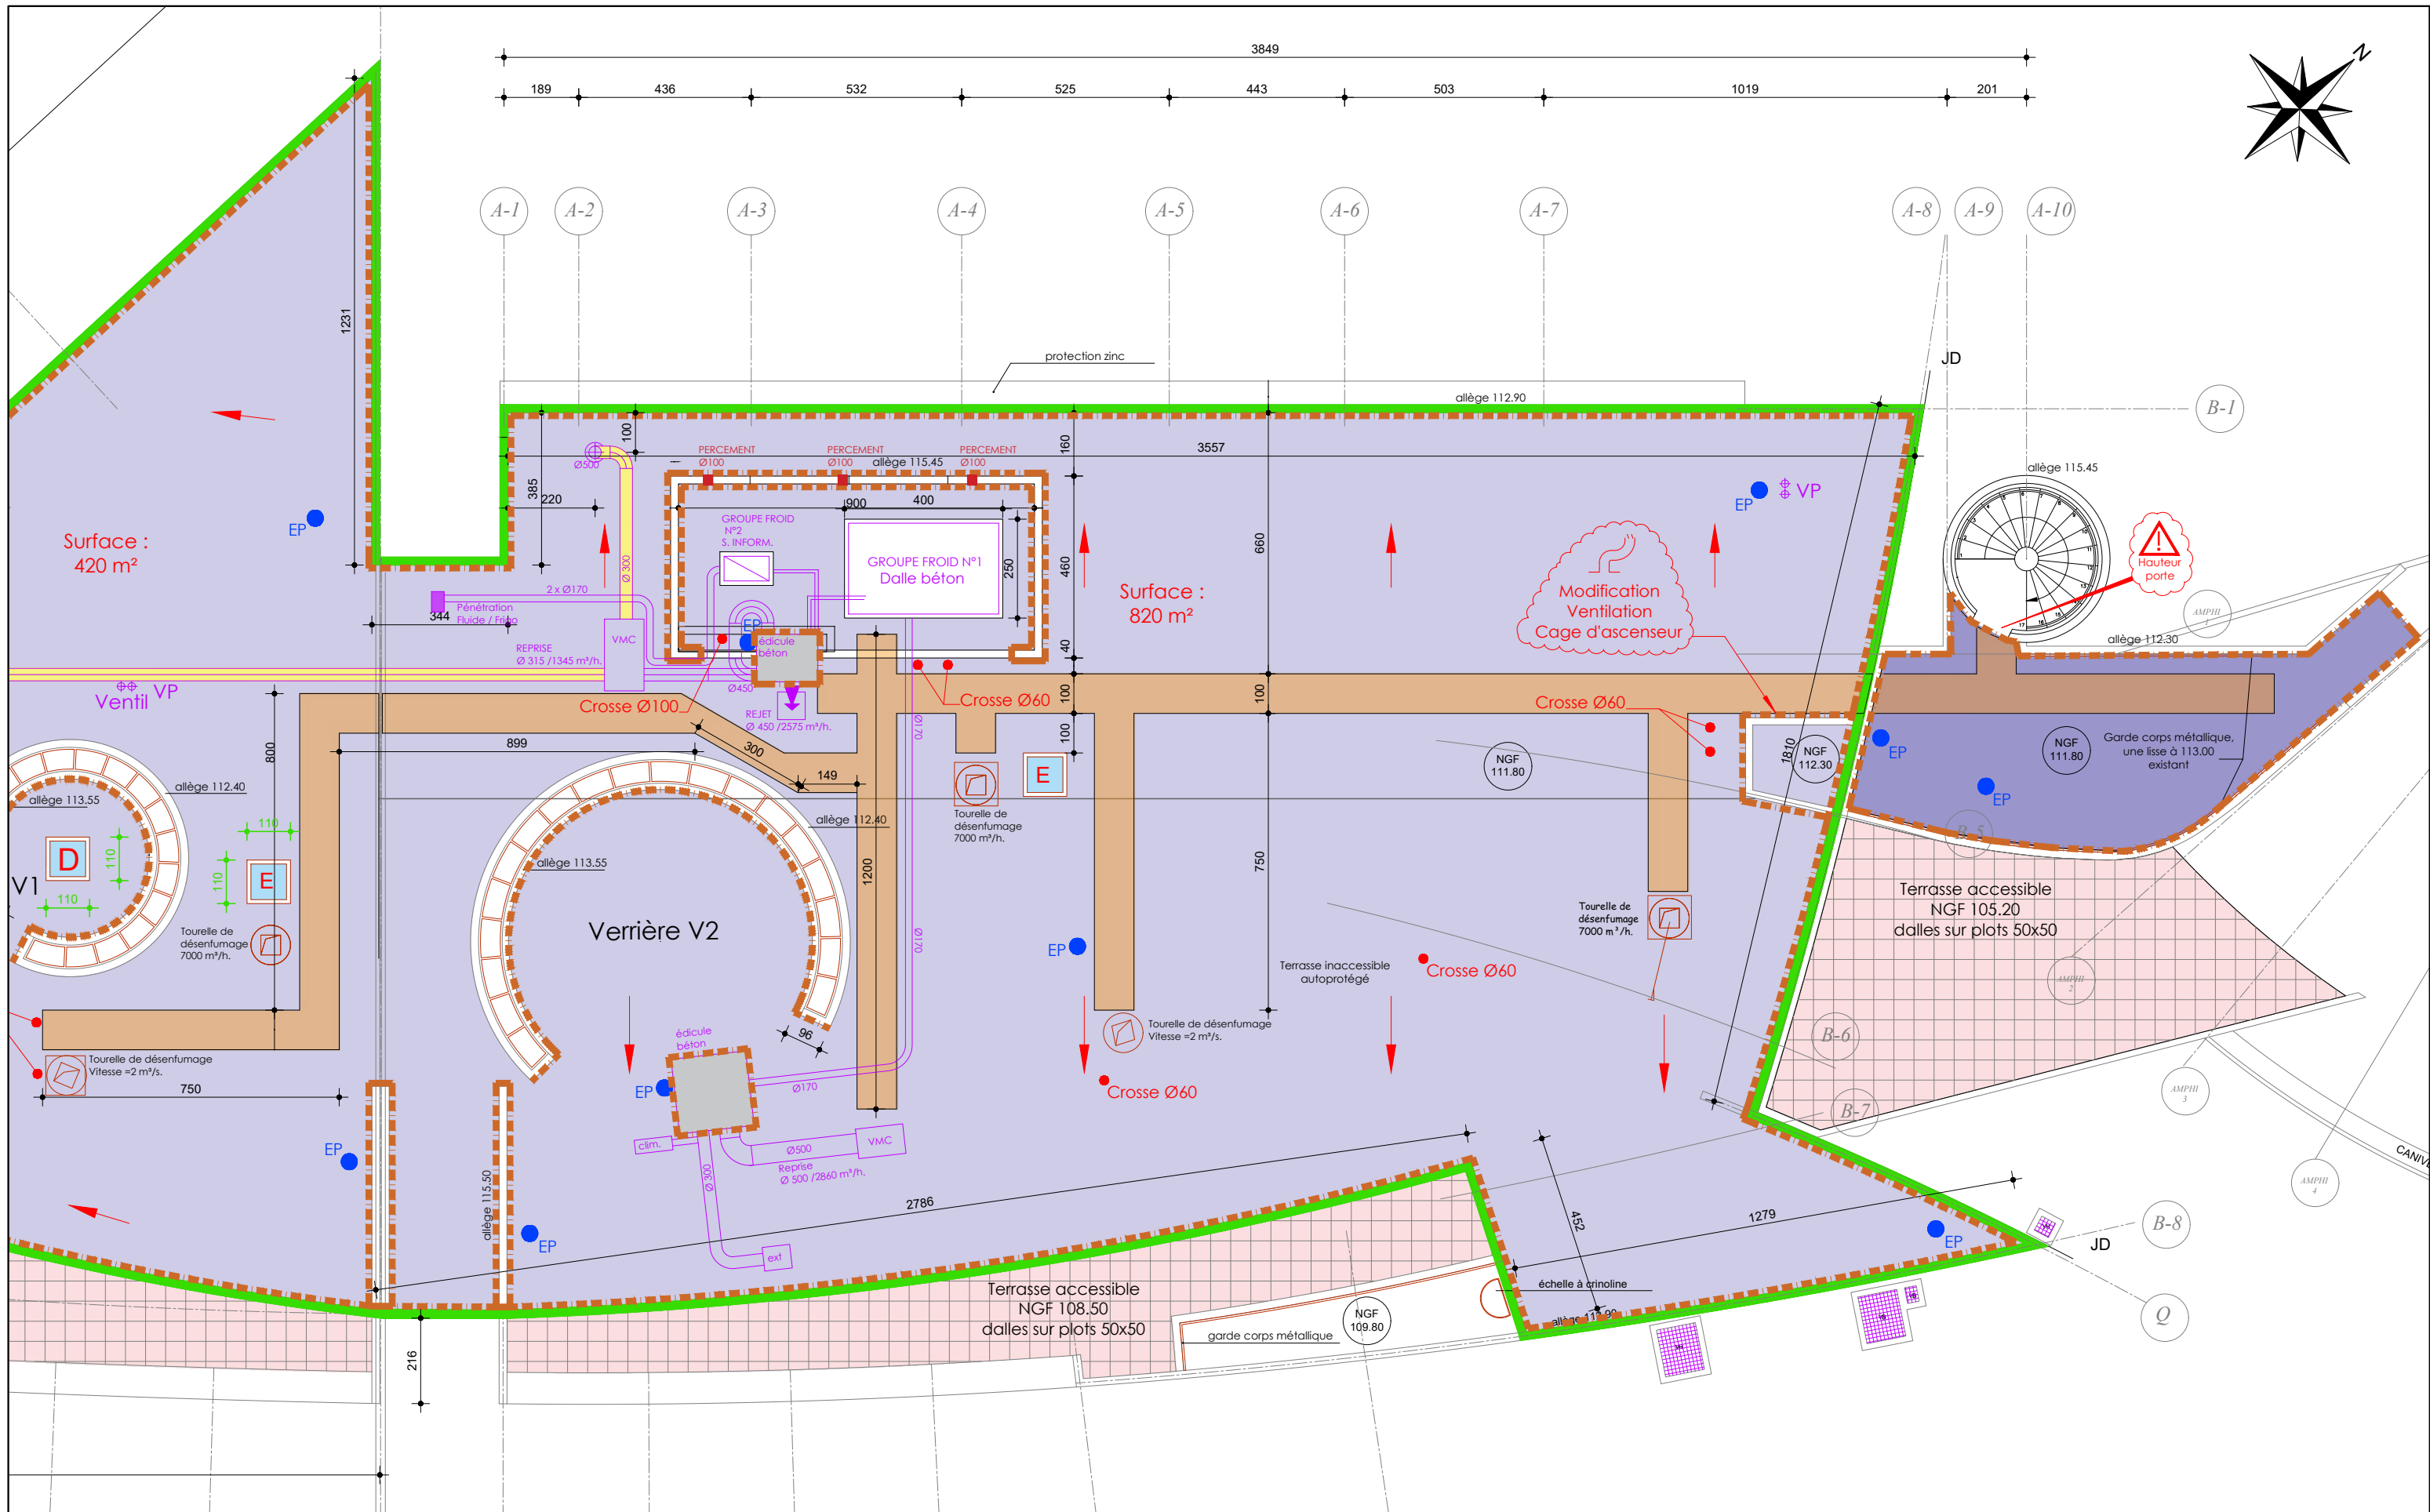 3849
189
436
532
525
443
503
1019
201
N
A-1
A-2
A-3
A-4
A-5
A-6
A-7
A-8
A-9
A-10
1231
protection zinc
JD
allège 112.90
B-1
100
160
3557
PERCEMENT
Ø100
PERCEMENT
Ø100
PERCEMENT
Ø100
allège 115.45
Ø500
385
220
900
400
EP
VP
EP
allège 115.45
Surface :
420 m²
GROUPE FROID
N°2
S. INFORM.
GROUPE FROID N°1
Dalle béton
250
460
660
Ø 300
2 x Ø170
Pénétration
Fluide / Frigo
344
Surface :
820 m²
Modification
Ventilation
Cage d'ascenseur
Hauteur
porte
AMPHI
1
VMC
EP
édicule
béton
REPRISE
Ø 315 /1345 m³/h.
40
allège 112.30
Ventil
VP
Ø450
Crosse Ø100
REJET
Ø 450 /2575 m³/h.
Crosse Ø60
100
100
100
Crosse Ø60
Ø170
800
899
300
149
1810
NGF
111.80
NGF
112.30
EP
NGF
111.80
Garde corps métallique,
une lisse à 113.00
existant
EP
allège 112.40
allège 113.55
E
Tourelle de
désenfumage
7000 m³/h.
110
110
110
110
D
E
V1
allège 112.40
allège 113.55
B-5
1200
750
Verrière V2
Tourelle de
désenfumage
7000 m³/h.
Ø170
EP
Tourelle de
désenfumage
7000 m³/h.
Terrasse accessible
NGF 105.20
dalles sur plots 50x50
Terrasse inaccessible
autoprotégé
Crosse Ø60
AMPHI
2
96
édicule
béton
Tourelle de désenfumage
Vitesse =2 m³/s.
B-6
Tourelle de désenfumage
Vitesse =2 m³/s.
750
EP
Ø170
Crosse Ø60
B-7
AMPHI
3
EP
clim.
Ø500
VMC
Reprise
Ø 500 /2860 m³/h.
Ø 300
allège 115.50
2786
452
1279
AMPHI
4
EP
ext
EP
B-8
JD
Terrasse accessible
NGF 108.50
dalles sur plots 50x50
échelle à crinoline
NGF
109.80
garde corps métallique
Q
216